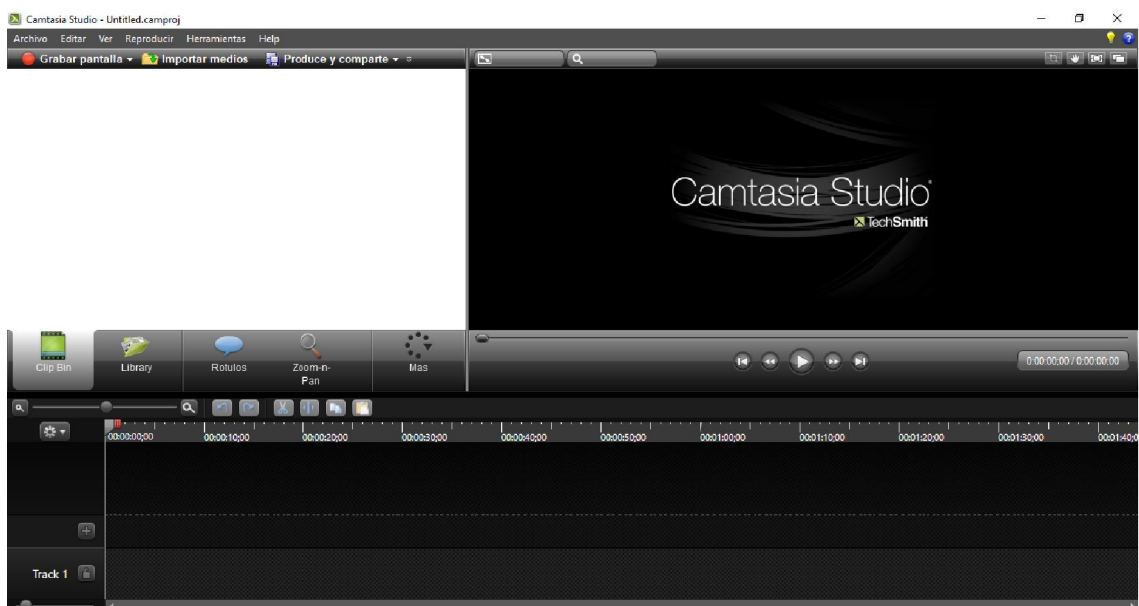 Camtasia Studio - Untitled.camproj
Archivo Editar Ver Reproducir Herramientas Help
Grabar pantalla Importar medios Produce y comparte
Camtasia Studio
TechSmith
Clip Bin Library Rotulos Zoom-n-Pan Mas
0:00:00;00 / 0:00:00;00
00:00:00;00 00:00:10;00 00:00:20;00 00:00:30;00 00:00:40;00 00:00:50;00 00:01:00;00 00:01:10;00 00:01:20;00 00:01:30;00 00:01:40;0
Track 1